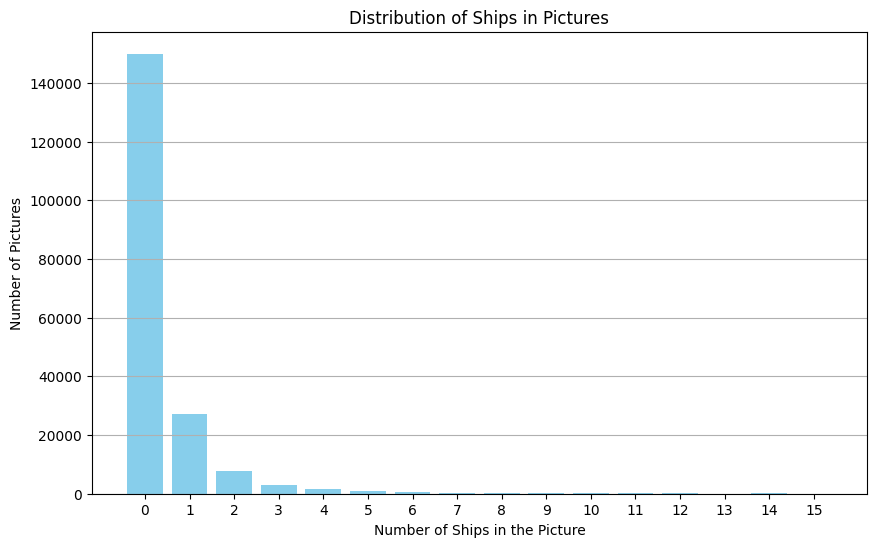 Distribution of Ships in Pictures
140000
120000
100000
80000
60000
40000
20000
0
Number of Pictures
0 1 2 3 4 5 6 7 8 9 10 11 12 13 14 15
Number of Ships in the Picture